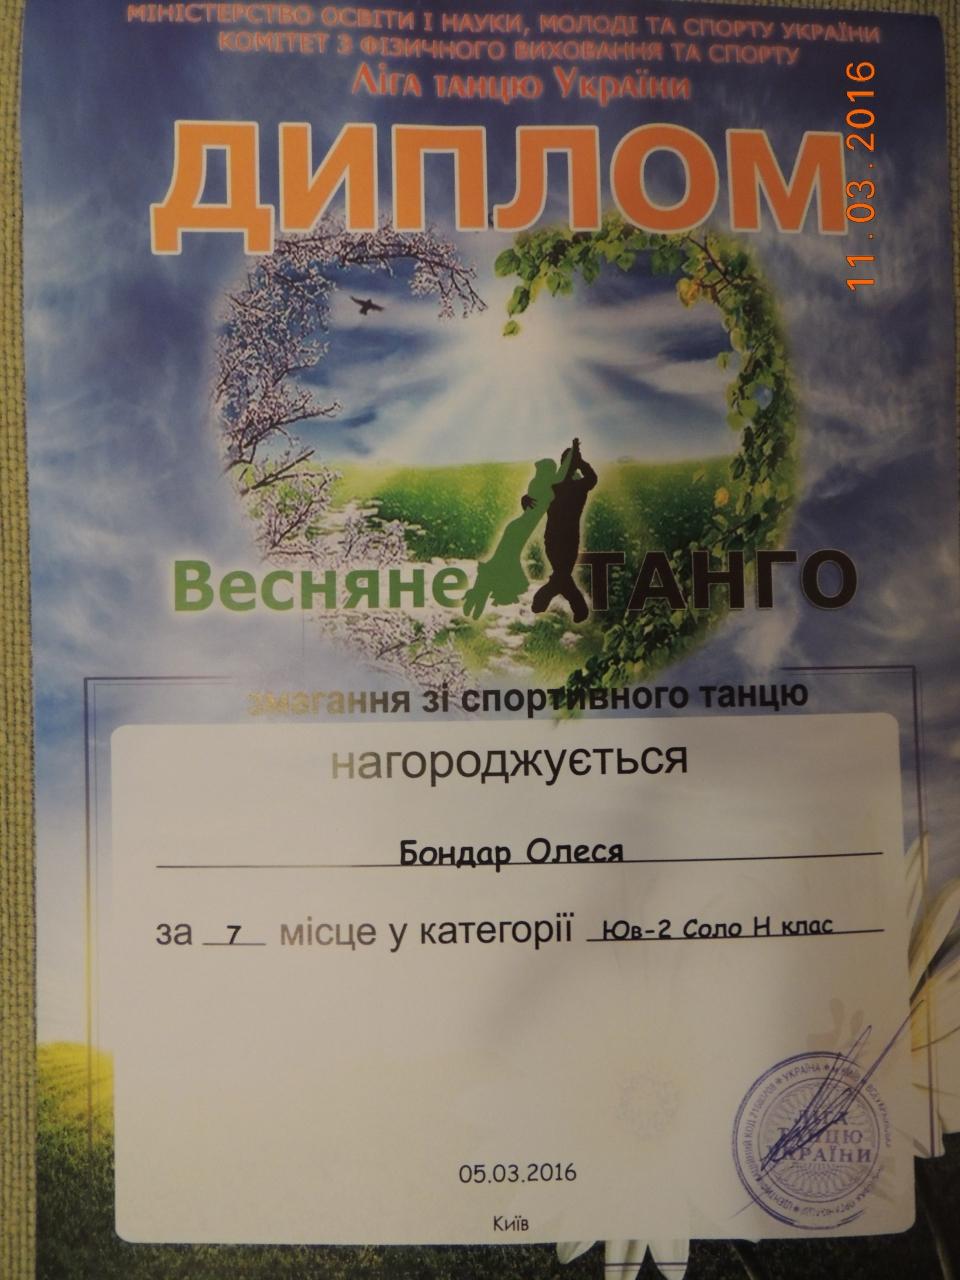 МІНІСТЕРСТВО ОСВІТИ І НАУКИ, МОЛОДІ ТА СПОРТУ УКРАЇНИ
КОМІТЕТ З ФІЗИЧНОГО ВИХОВАННЯ ТА СПОРТУ
Ліга танцю України
ДИПЛОМ
11.03.2016
Весняне ТАНГО
змагання зі спортивного танцю
нагороджується
Бондар Олеся
за 7 місце у категорії Юв-2 Соло Н клас
УКРАЇНА
ЛІГА
ТАНЦЮ
УКРАЇНИ
05.03.2016
Київ